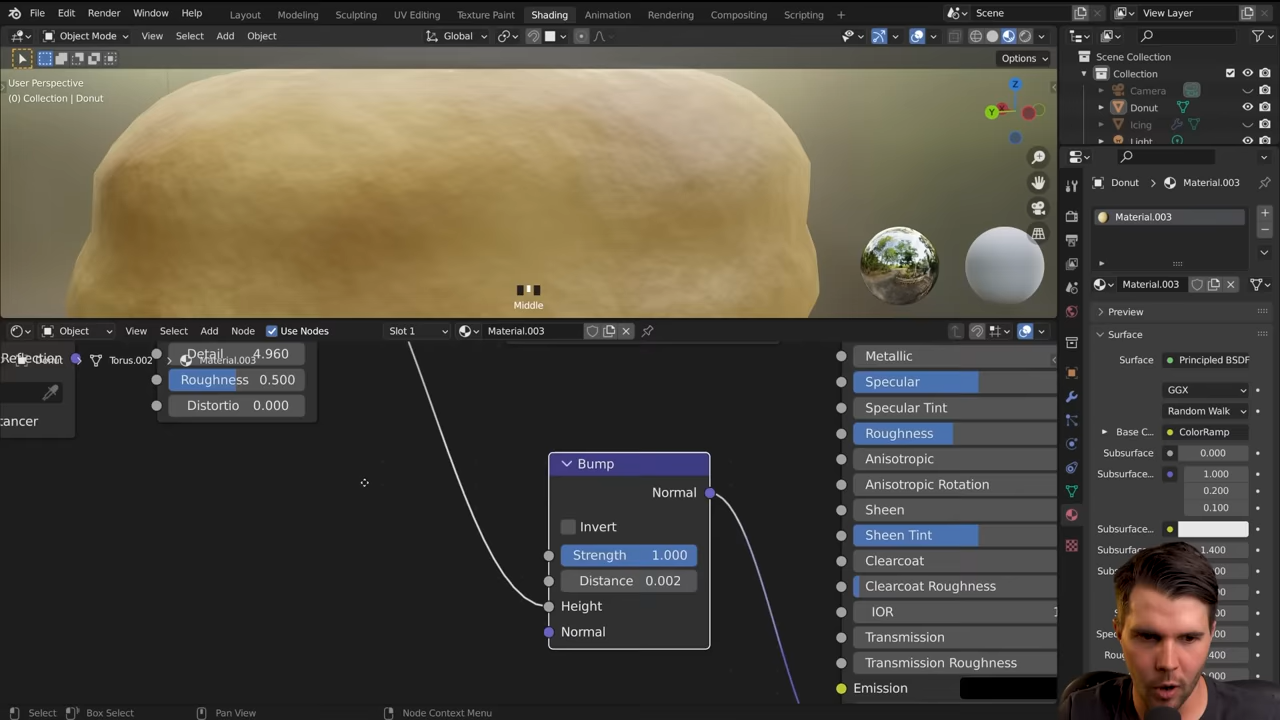 File Edit Render Window Help Layout Modeling Sculpting UV Editing Texture Paint Shading Animation Rendering Compositing Scripting + Scene View Layer
Object Mode View Select Add Object Global
Options
User Perspective
(0) Collection | Donut
Middle
Scene Collection
Collection
Camera
Donut
Icing
Light
Donut > Material.003
Material.003
Material.003
Preview
Surface
Surface Principled BSDF
GGX
Random Walk
Base C... ColorRamp
Subsurface 0.000
Subsurface... 1.000
0.200
0.100
Subsurface...
Subsurface... 1.400
Object View Select Add Node Use Nodes Slot 1 Material.003
Donut > Torus.002 > Material.003
Reflection
tancer
Detail 4.960
Roughness 0.500
Distortio 0.000
Bump
Normal
Invert
Strength 1.000
Distance 0.002
Height
Normal
Metallic
Specular
Specular Tint
Roughness
Anisotropic
Anisotropic Rotation
Sheen
Sheen Tint
Clearcoat
Clearcoat Roughness
IOR
Transmission
Transmission Roughness
Emission
Select Box Select Pan View Node Context Menu